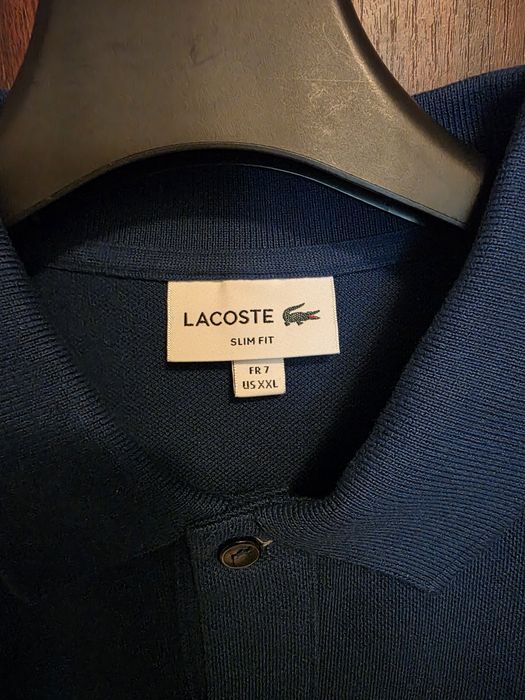 LACOSTE
SLIM FIT
FR 7
US XXL